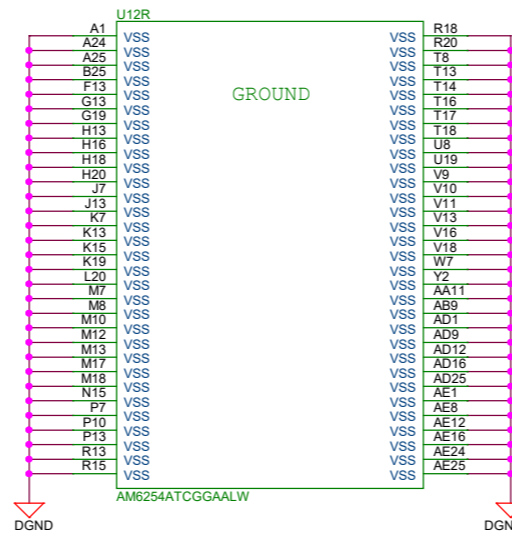 U12R
GROUND
A1 VSS VSS R18
A24 VSS VSS R20
A25 VSS VSS T8
B25 VSS VSS T13
F13 VSS VSS T14
G13 VSS VSS T16
G19 VSS VSS T17
H13 VSS VSS T18
H16 VSS VSS U8
H18 VSS VSS U19
H20 VSS VSS V9
J7 VSS VSS V10
J13 VSS VSS V11
K7 VSS VSS V13
K13 VSS VSS V16
K15 VSS VSS V18
K19 VSS VSS W7
L20 VSS VSS Y2
M7 VSS VSS AA11
M8 VSS VSS AB9
M10 VSS VSS AD1
M12 VSS VSS AD9
M13 VSS VSS AD12
M17 VSS VSS AD16
M18 VSS VSS AD25
N15 VSS VSS AE1
P7 VSS VSS AE8
P10 VSS VSS AE12
P13 VSS VSS AE16
R13 VSS VSS AE24
R15 VSS VSS AE25
AM6254ATCGGAALW
DGND